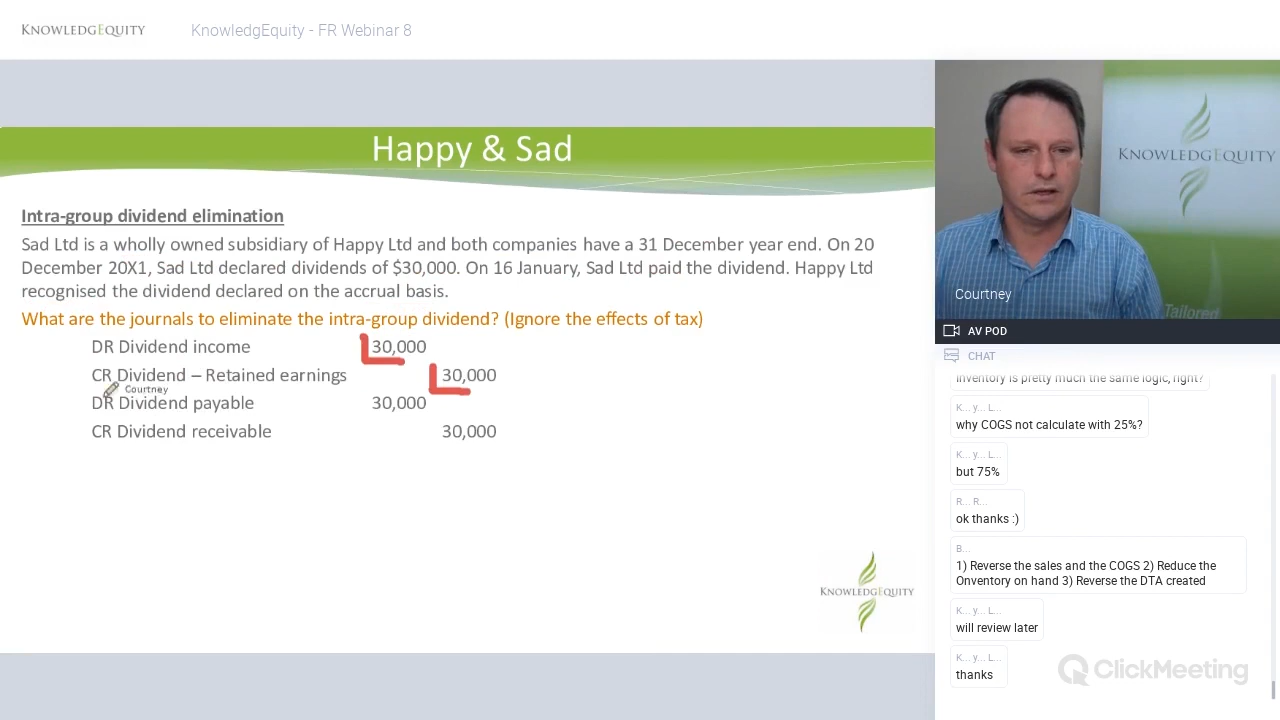 KNOWLEDGEQUITY
KnowledgEquity - FR Webinar 8
Happy & Sad
Intra-group dividend elimination
Sad Ltd is a wholly owned subsidiary of Happy Ltd and both companies have a 31 December year end. On 20
December 20X1, Sad Ltd declared dividends of $30,000. On 16 January, Sad Ltd paid the dividend. Happy Ltd
recognised the dividend declared on the accrual basis.
What are the journals to eliminate the intra-group dividend? (Ignore the effects of tax)
DR Dividend income 30,000
CR Dividend – Retained earnings 30,000
Courtney
DR Dividend payable 30,000
CR Dividend receivable 30,000
KNOWLEDGEQUITY
KNOWLEDGEQUITY
Tailored
Courtney
AV POD
CHAT
Inventory is pretty much the same logic, right?
K... y... L...
why COGS not calculate with 25%?
K... y... L...
but 75%
R... R...
ok thanks :)
B...
1) Reverse the sales and the COGS 2) Reduce the
Onventory on hand 3) Reverse the DTA created
K... y... L...
will review later
K... y... L...
thanks
ClickMeeting